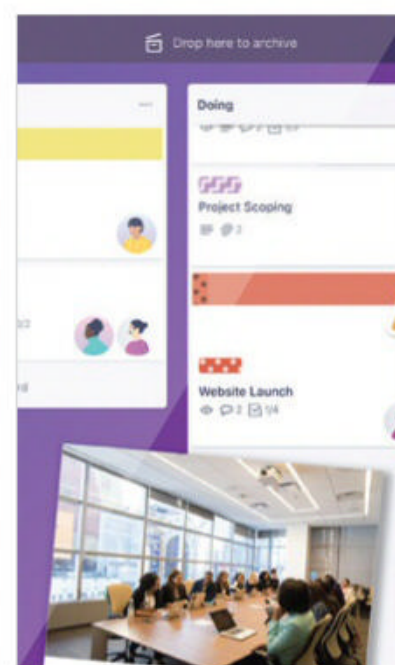 Drop here to archive
Doing
Project Scoping
2
Website Launch
2 1/4